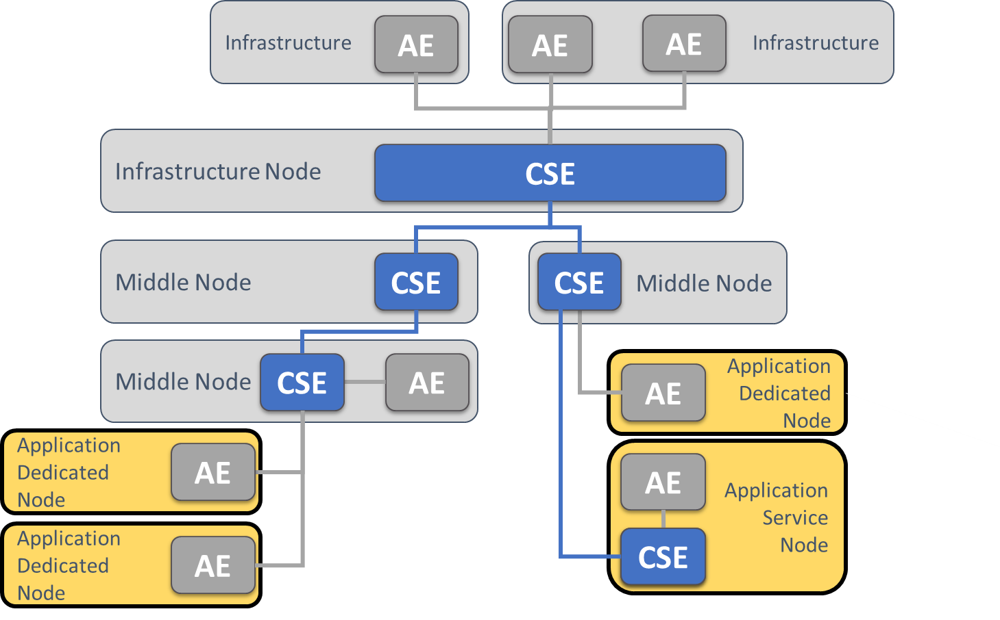 Infrastructure AE
AE AE Infrastructure
Infrastructure Node CSE
Middle Node CSE
CSE Middle Node
Middle Node CSE AE
AE
Application
Dedicated
Node
Application
Dedicated
Node
AE
AE
Application
Service
Node
CSE
Application
Dedicated
Node
AE